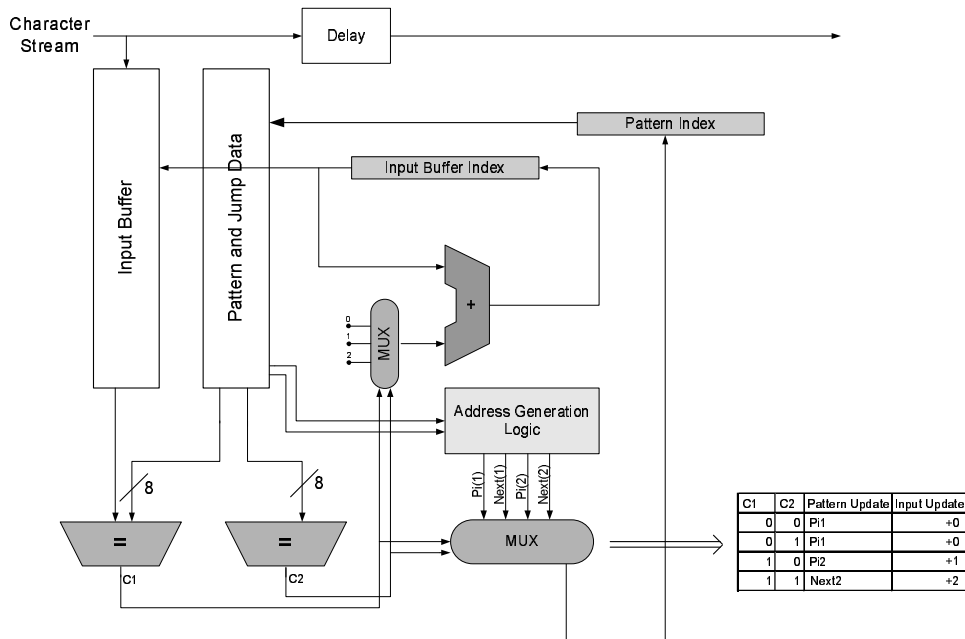 Character
Stream
Delay
Pattern Index
Input Buffer Index
Input Buffer
Pattern and Jump Data
+
0
1
2
MUX
Address Generation
Logic
Pi(1)
Next(1)
Pi(2)
Next(2)
8
8
=
=
MUX
C1
C2
C1 C2 Pattern Update Input Update
0 0 Pi1 +0
0 1 Pi1 +0
1 0 Pi2 +1
1 1 Next2 +2